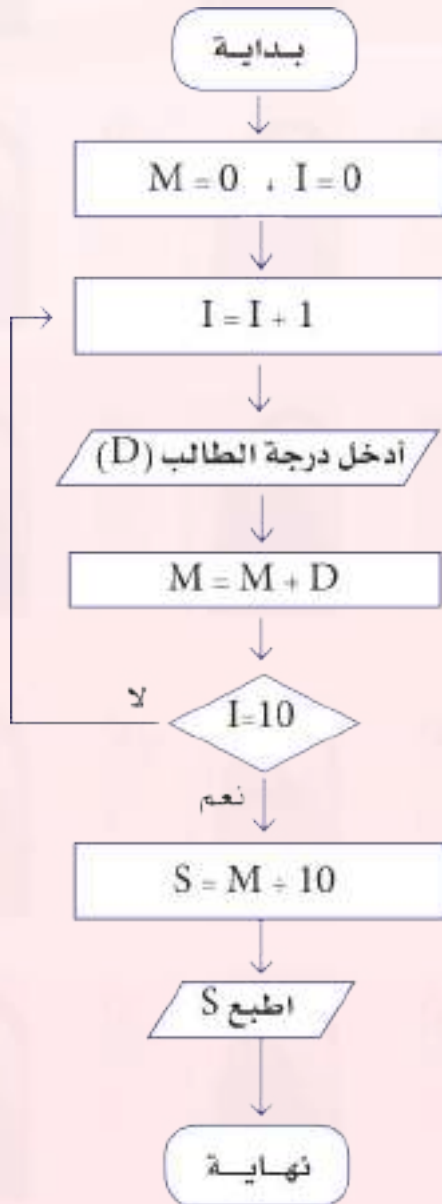 بداية
M = 0 ، I = 0
I = I + 1
أدخل درجة الطالب (D)
M = M + D
I=10
لا
نعم
S = M ÷ 10
اطبع S
نهاية